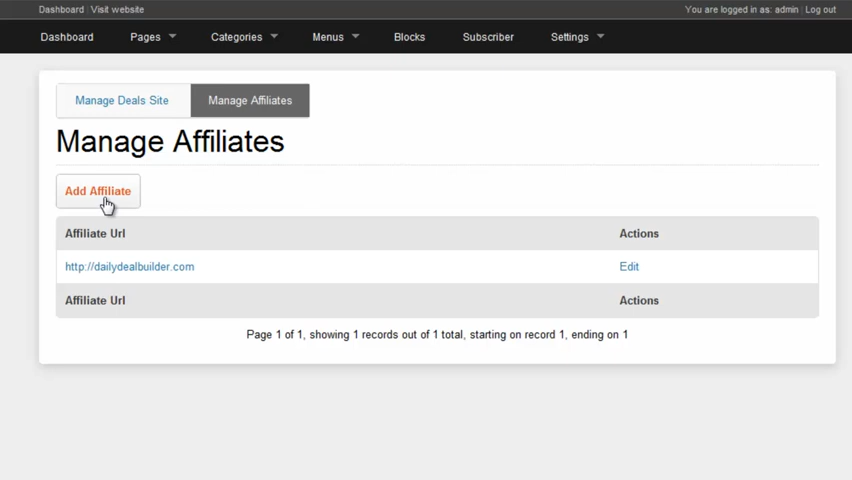 Dashboard Visit website You are logged in as: admin Log out
Dashboard Pages Categories Menus Blocks Subscriber Settings
Manage Deals Site Manage Affiliates
Manage Affiliates
Add Affiliate
Affiliate Url Actions
http://dailydealbuilder.com Edit
Affiliate Url Actions
Page 1 of 1, showing 1 records out of 1 total, starting on record 1, ending on 1